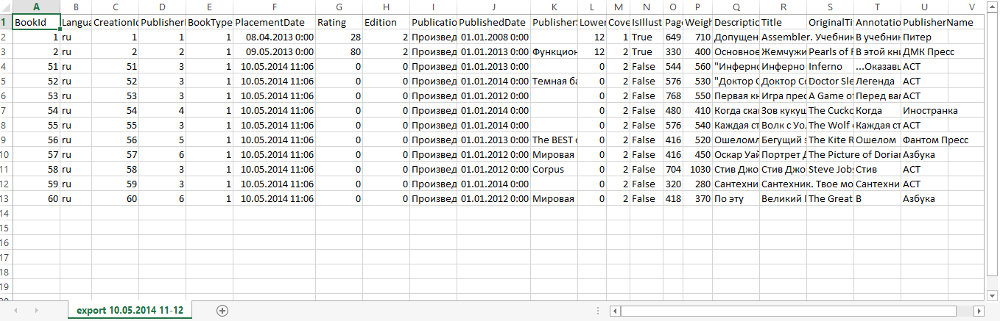 A B C D E F G H I J K L M N O P Q R S T U V
1 BookId Langua CreationIc PublisherI BookType PlacementDate Rating Edition Publicatio PublishedDate PublisherS Lower Cove IsIllust Page Weigh Descriptic Title OriginalTit Annotatio PublisherName
2 1 ru 1 1 1 08.04.2013 0:00 28 2 Произвед 01.01.2008 0:00 12 1 True 649 710 Допущен Assembler. Учебник В учебник Питер
3 2 ru 2 2 1 09.05.2013 0:00 80 2 Произвед 01.01.2013 0:00 Функцион 12 2 True 330 400 Основное Жемчужи Pearls of F В этой кни ДМК Пресс
4 51 ru 51 3 1 10.05.2014 11:06 0 0 Произвед 01.01.2013 0:00 0 2 False 544 560 "Инферно Инферно Inferno ...Оказавш АСТ
5 52 ru 52 3 1 10.05.2014 11:06 0 0 Произвед 01.01.2014 0:00 Темная ба 0 2 False 576 530 "Доктор С Доктор Сс Doctor Sle Легенда АСТ
6 53 ru 53 3 1 10.05.2014 11:06 0 0 Произвед 01.01.2012 0:00 0 2 False 768 550 Первая кн Игра прес A Game of Перед вам АСТ
7 54 ru 54 4 1 10.05.2014 11:06 0 0 Произвед 01.01.2014 0:00 0 2 False 480 410 Когда ска Зов кукуш The Cucko Когда Иностранка
8 55 ru 55 3 1 10.05.2014 11:06 0 0 Произвед 01.01.2014 0:00 0 2 False 576 540 Каждая ст Волк с Уол The Wolf o Каждая ст АСТ
9 56 ru 56 5 1 10.05.2014 11:06 0 0 Произвед 01.01.2013 0:00 The BEST o 0 2 False 416 520 Ошеломл Бегущий з The Kite R Ошелом Фантом Пресс
10 57 ru 57 6 1 10.05.2014 11:06 0 0 Произвед 01.01.2012 0:00 Мировая 0 2 False 416 450 Оскар Уай Портрет Д The Picture of Dorian Азбука
11 58 ru 58 3 1 10.05.2014 11:06 0 0 Произвед 01.01.2012 0:00 Corpus 0 2 False 704 1030 Стив Джо Стив Джо Steve Jobs Стив АСТ
12 59 ru 59 3 1 10.05.2014 11:06 0 0 Произвед 01.01.2014 0:00 0 2 False 320 280 Сантехни Сантехник. Твое мо Сантехни АСТ
13 60 ru 60 6 1 10.05.2014 11:06 0 0 Произвед 01.01.2012 0:00 Мировая 0 2 False 418 370 По эту Великий Г The Great В Азбука
14
15
16
17
18
19
export 10.05.2014 11-12